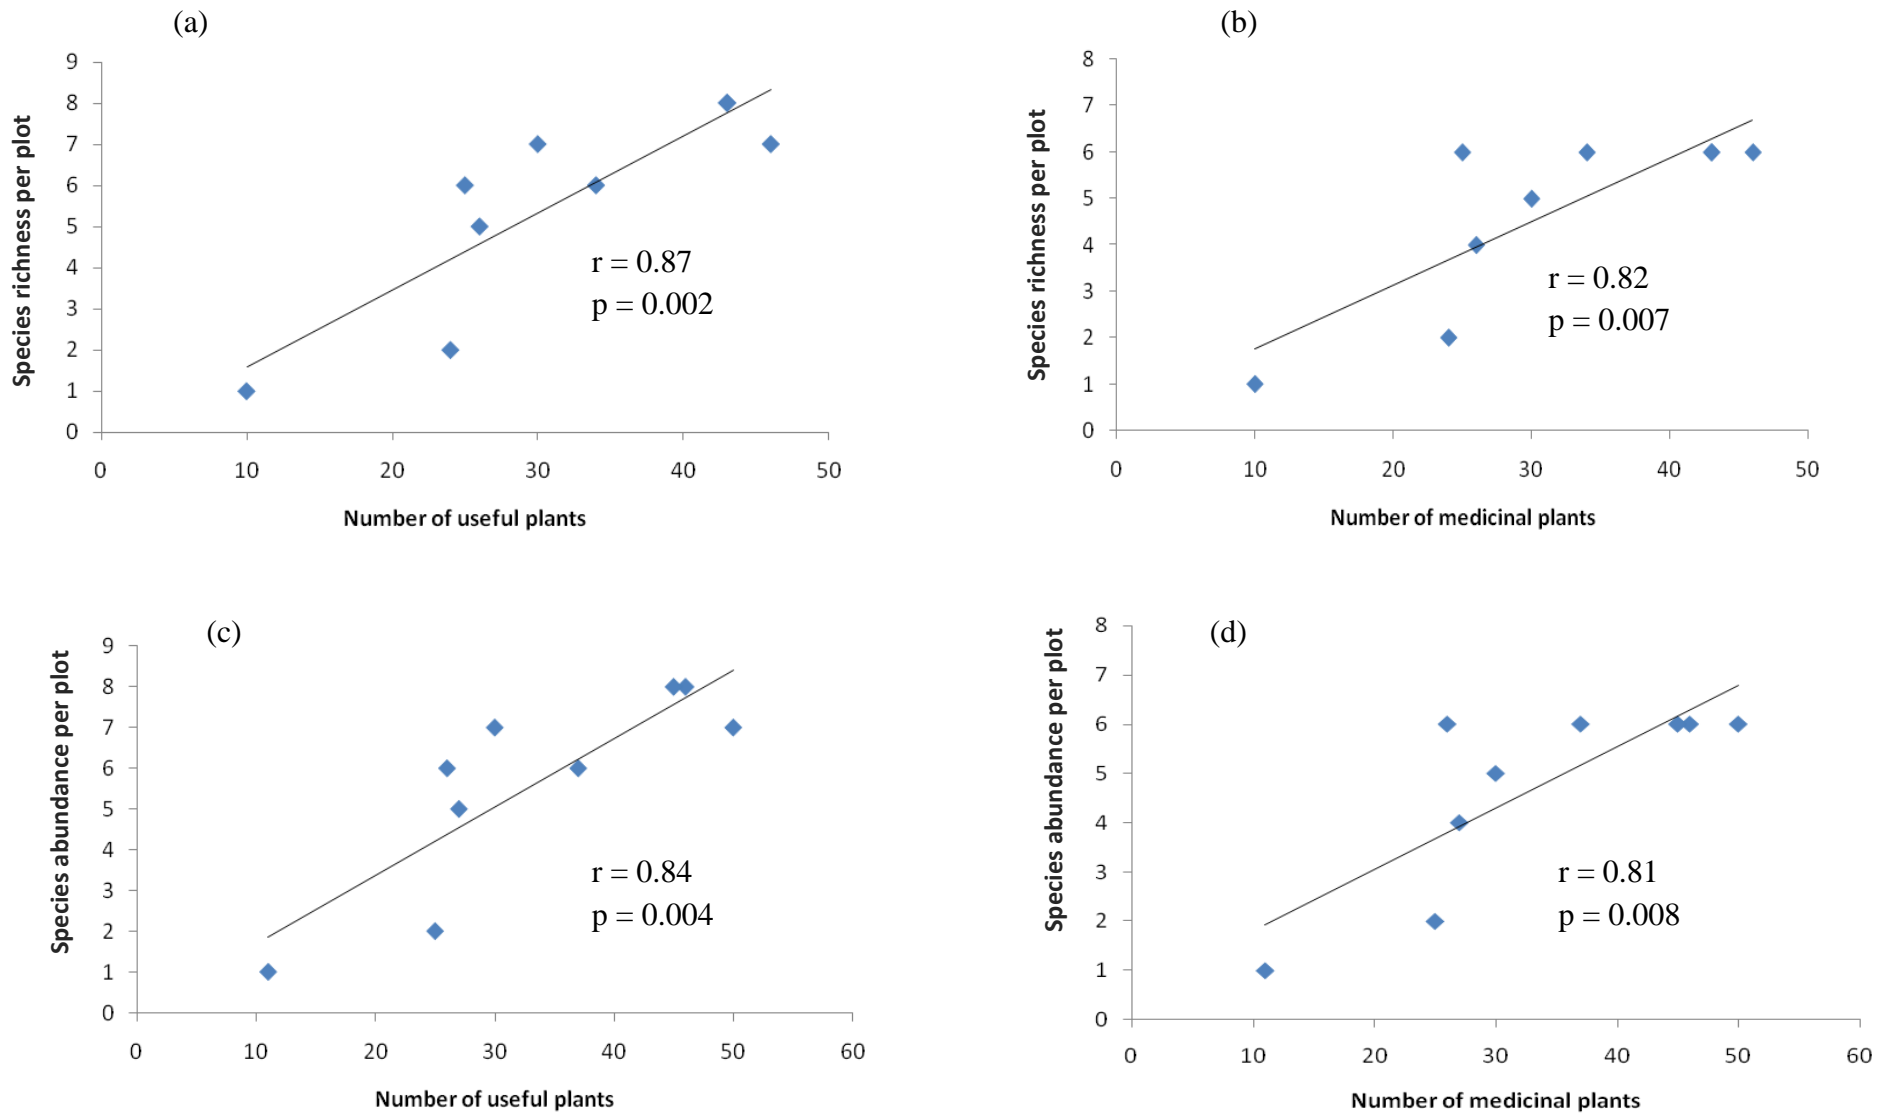 (a)
9
8
7
6
5
4
3
2
1
0
Species richness per plot
r = 0.87
p = 0.002
0 10 20 30 40 50
Number of useful plants
(b)
8
7
6
5
4
3
2
1
0
Species richness per plot
r = 0.82
p = 0.007
0 10 20 30 40 50
Number of medicinal plants
(c)
9
8
7
6
5
4
3
2
1
0
Species abundance per plot
r = 0.84
p = 0.004
0 10 20 30 40 50 60
Number of useful plants
(d)
8
7
6
5
4
3
2
1
0
Species abundance per plot
r = 0.81
p = 0.008
0 10 20 30 40 50 60
Number of medicinal plants